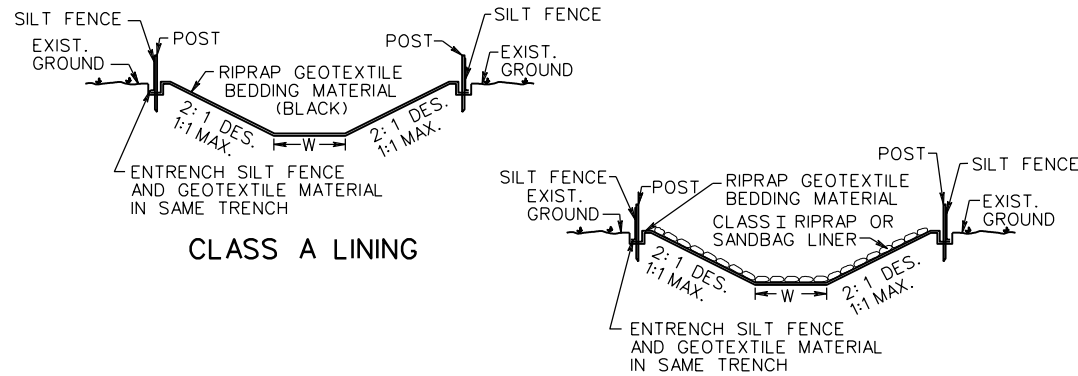 SILT FENCE
POST
EXIST.
GROUND
RIPRAP GEOTEXTILE
BEDDING MATERIAL
(BLACK)
POST
SILT FENCE
EXIST.
GROUND
2:1 DES.
1:1 MAX.
W
2:1 DES.
1:1 MAX.
ENTRENCH SILT FENCE
AND GEOTEXTILE MATERIAL
IN SAME TRENCH
CLASS A LINING
SILT FENCE
POST
EXIST.
GROUND
RIPRAP GEOTEXTILE
BEDDING MATERIAL
CLASS I RIPRAP OR
SANDBAG LINER
POST
SILT FENCE
EXIST.
GROUND
2:1 DES.
1:1 MAX.
W
2:1 DES.
1:1 MAX.
ENTRENCH SILT FENCE
AND GEOTEXTILE MATERIAL
IN SAME TRENCH